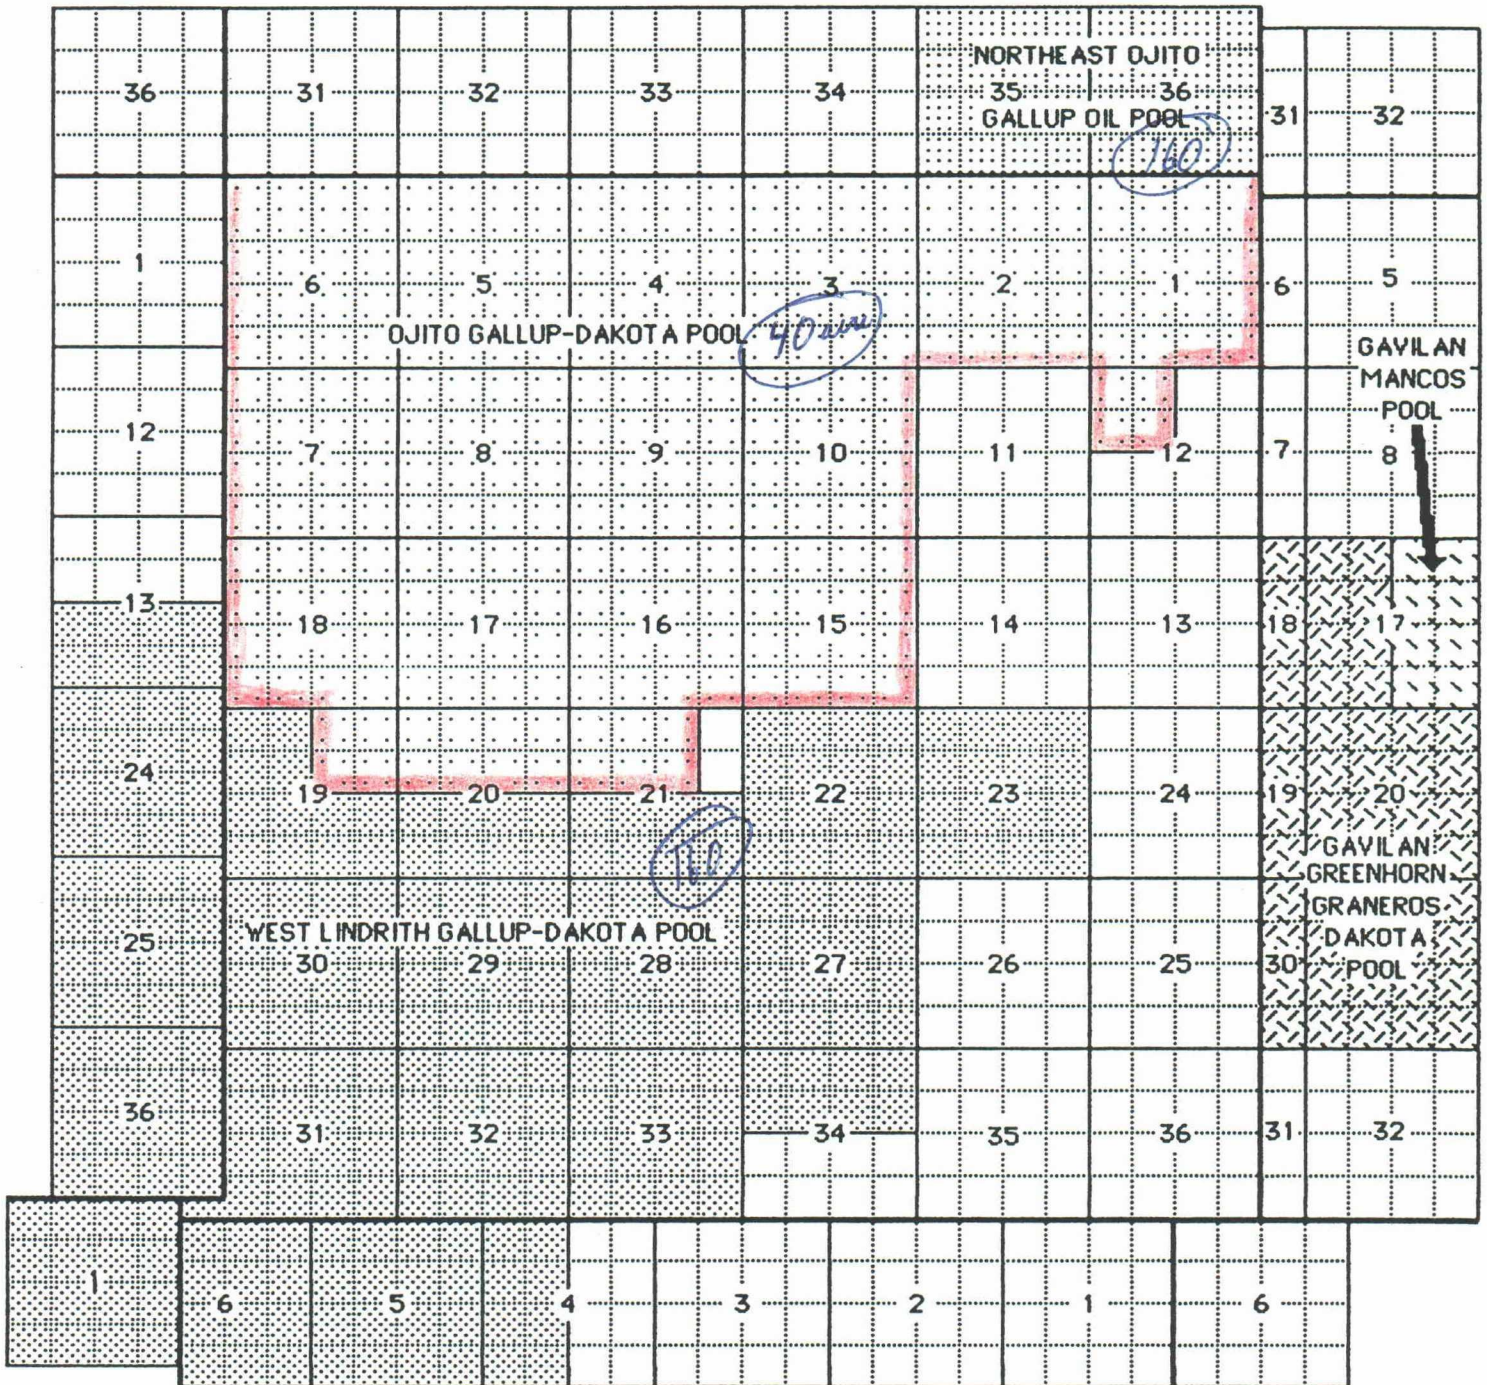 NORTHEAST OJITO
36 31 32 33 34 35 36
GALLUP OIL POOL
31 32
160
1
6 5 4 3 2 1 6 5
OJITO GALLUP-DAKOTA POOL
40 acre
GAVILAN
MANCOS
POOL
12
7 8 9 10 11 12 7 8
13
18 17 16 15 14 13 18 17
24
19 20 21 22 23 24 19 20
160
GAVILAN
GREENHORN
GRANEROS
DAKOTA
POOL
WEST LINDRITH GALLUP-DAKOTA POOL
25
30 29 28 27 26 25 30
36
31 32 33 34 35 36 31 32
1
6 5 4 3 2 1 6